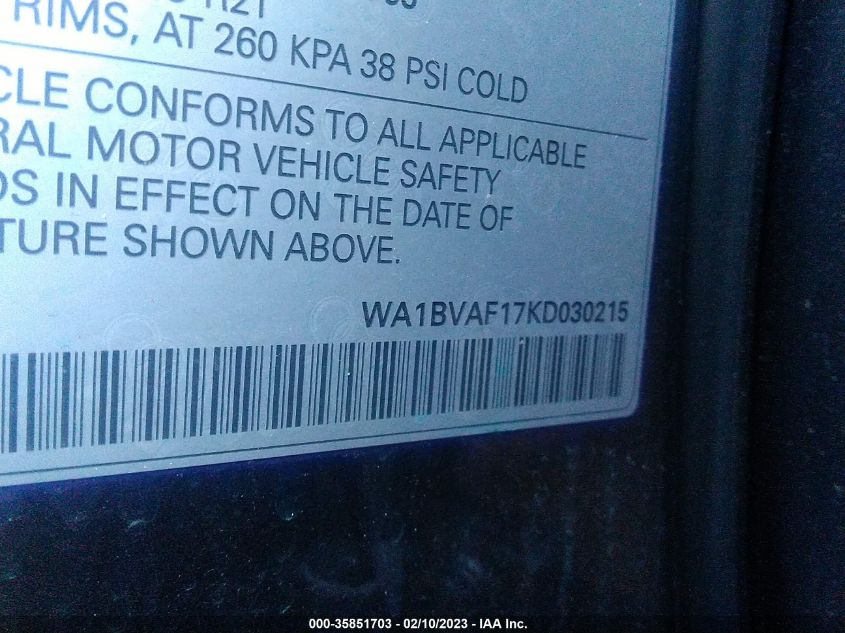 R21
RIMS, AT 260 KPA 38 PSI COLD
CLE CONFORMS TO ALL APPLICABLE
RAL MOTOR VEHICLE SAFETY
DS IN EFFECT ON THE DATE OF
TURE SHOWN ABOVE.
WA1BVAF17KD030215
000-35851703 - 02/10/2023 - IAA Inc.